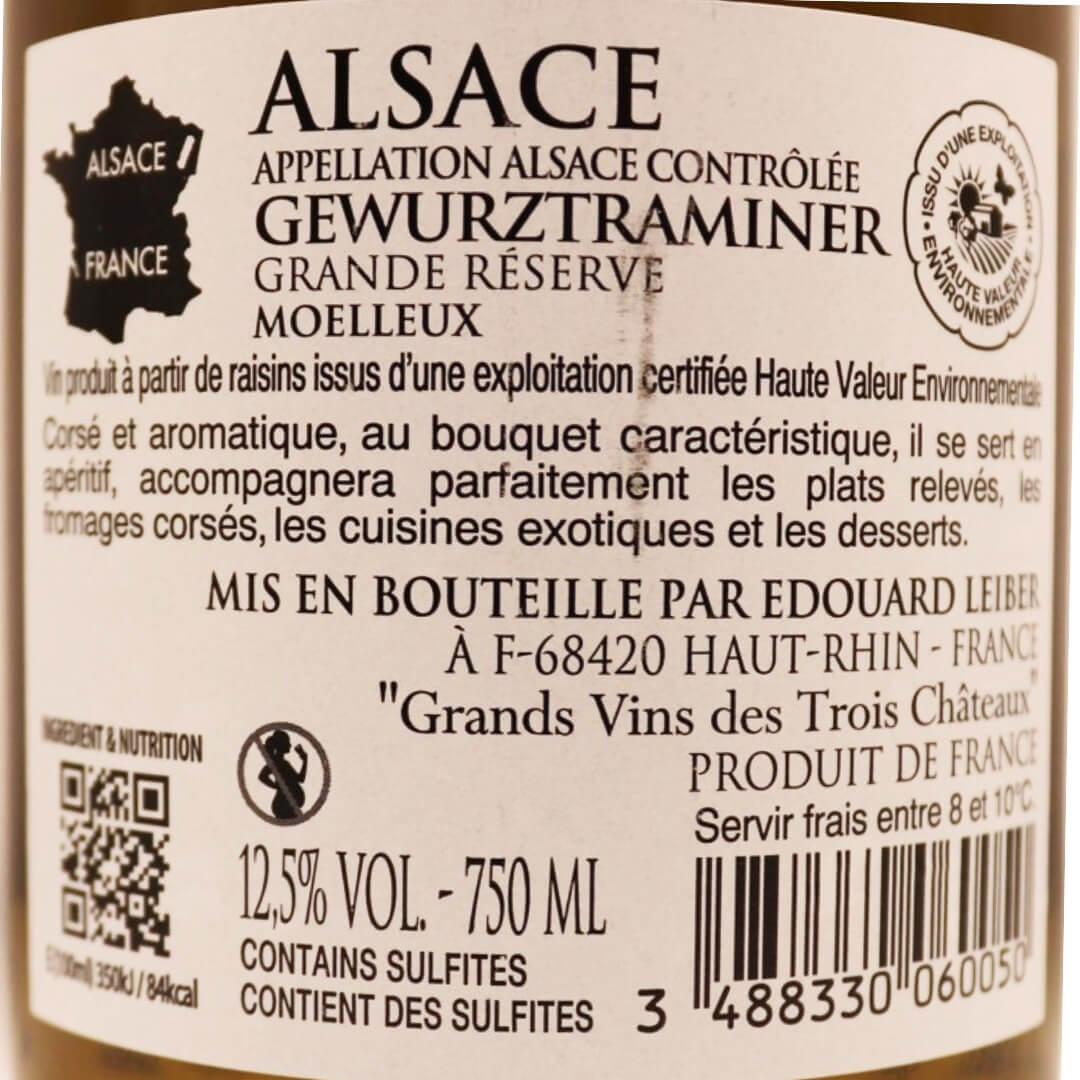 ALSACE
ALSACE
FRANCE
APPELLATION ALSACE CONTRÔLÉE
GEWURZTRAMINER
GRANDE RÉSERVE
MOELLEUX
ISSU D'UNE EXPLOITATION
HAUTE VALEUR
ENVIRONNEMENTALE
Vin produit à partir de raisins issus d'une exploitation certifiée Haute Valeur Environnementale
Corsé et aromatique, au bouquet caractéristique, il se sert en
apéritif, accompagnera parfaitement les plats relevés, les
fromages corsés, les cuisines exotiques et les desserts.
MIS EN BOUTEILLE PAR EDOUARD LEIBER
À F-68420 HAUT-RHIN - FRANCE
"Grands Vins des Trois Châteaux"
PRODUIT DE FRANCE
Servir frais entre 8 et 10°C.
INGREDIENT & NUTRITION
E(100ml) 350kJ / 84kcal
12,5% VOL. - 750 ML
CONTAINS SULFITES
CONTIENT DES SULFITES
3 488330 060050